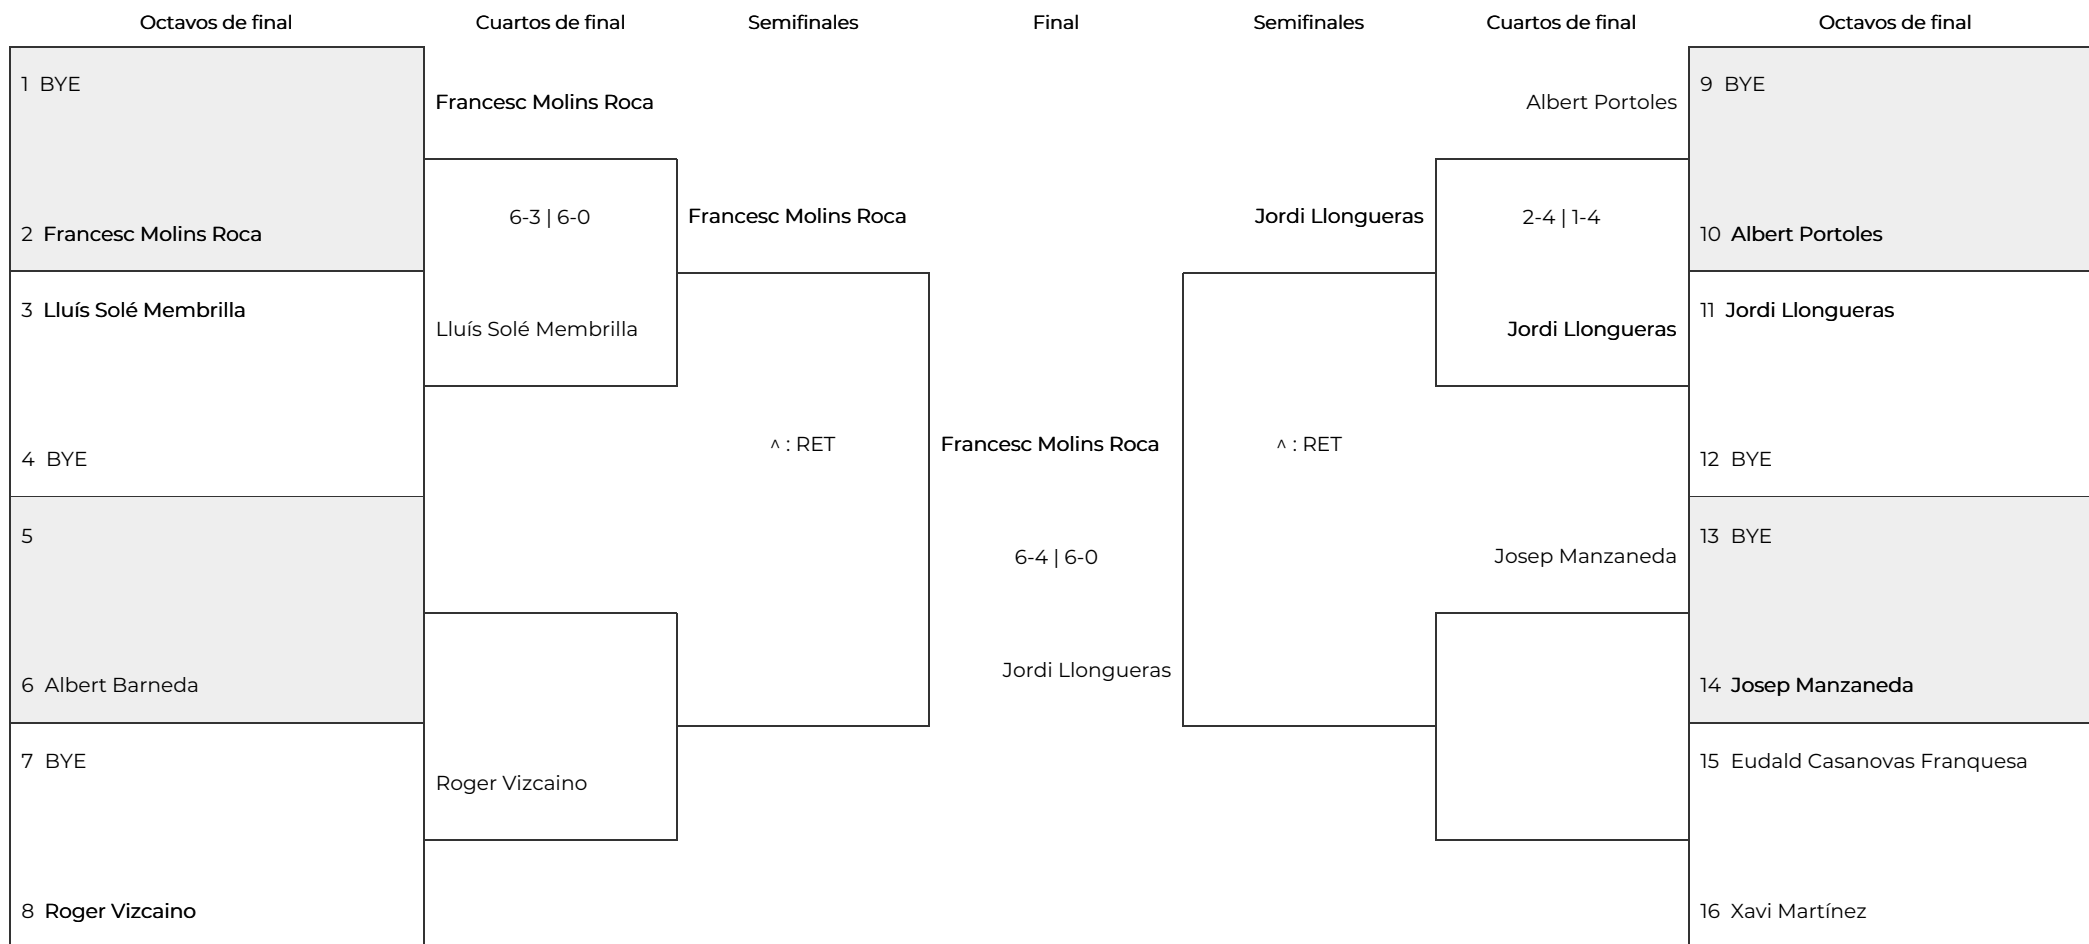 Octavos de final
Cuartos de final
Semifinales
Final
Semifinales
Cuartos de final
Octavos de final
1 BYE
2 Francesc Molins Roca
3 Lluís Solé Membrilla
4 BYE
5
6 Albert Barneda
7 BYE
8 Roger Vizcaino
Francesc Molins Roca
6-3 | 6-0
Lluís Solé Membrilla
Roger Vizcaino
Francesc Molins Roca
^ : RET
Francesc Molins Roca
6-4 | 6-0
Jordi Llongueras
Jordi Llongueras
^ : RET
Albert Portoles
2-4 | 1-4
Jordi Llongueras
Josep Manzaneda
9 BYE
10 Albert Portoles
11 Jordi Llongueras
12 BYE
13 BYE
14 Josep Manzaneda
15 Eudald Casanovas Franquesa
16 Xavi Martínez